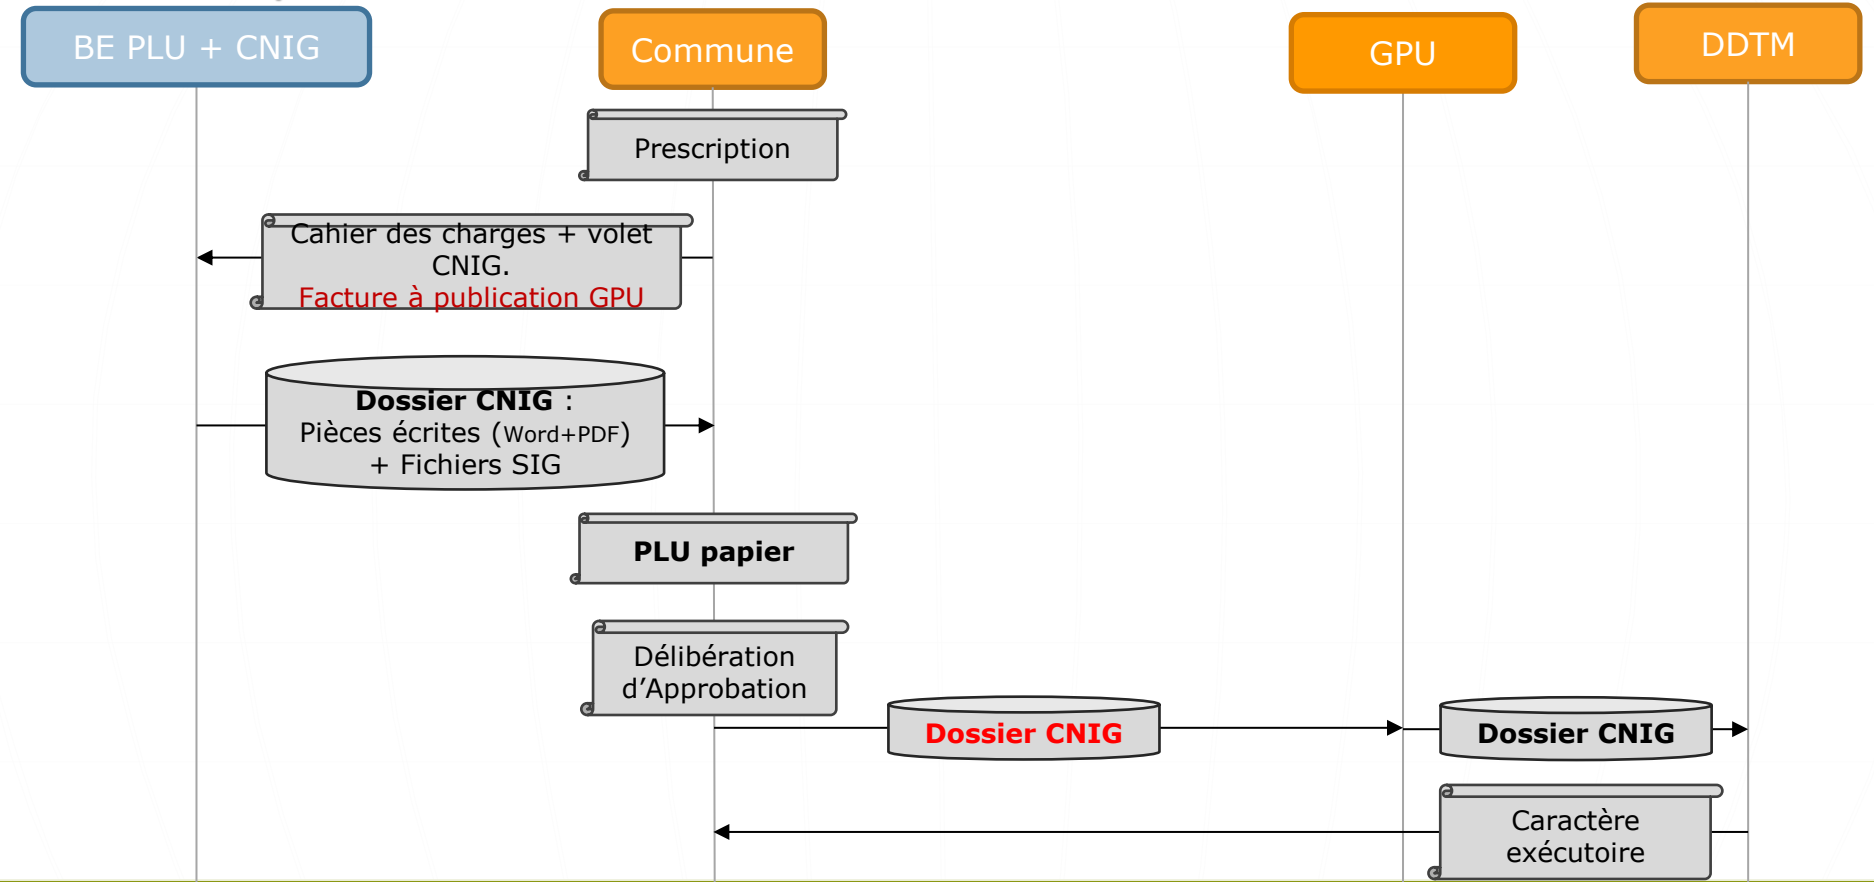 BE PLU + CNIG
Commune
GPU
DDTM
Prescription
Cahier des charges + volet
CNIG.
Facture à publication GPU
Dossier CNIG :
Pièces écrites (Word+PDF)
+ Fichiers SIG
PLU papier
Délibération
d’Approbation
Dossier CNIG
Dossier CNIG
Caractère
exécutoire